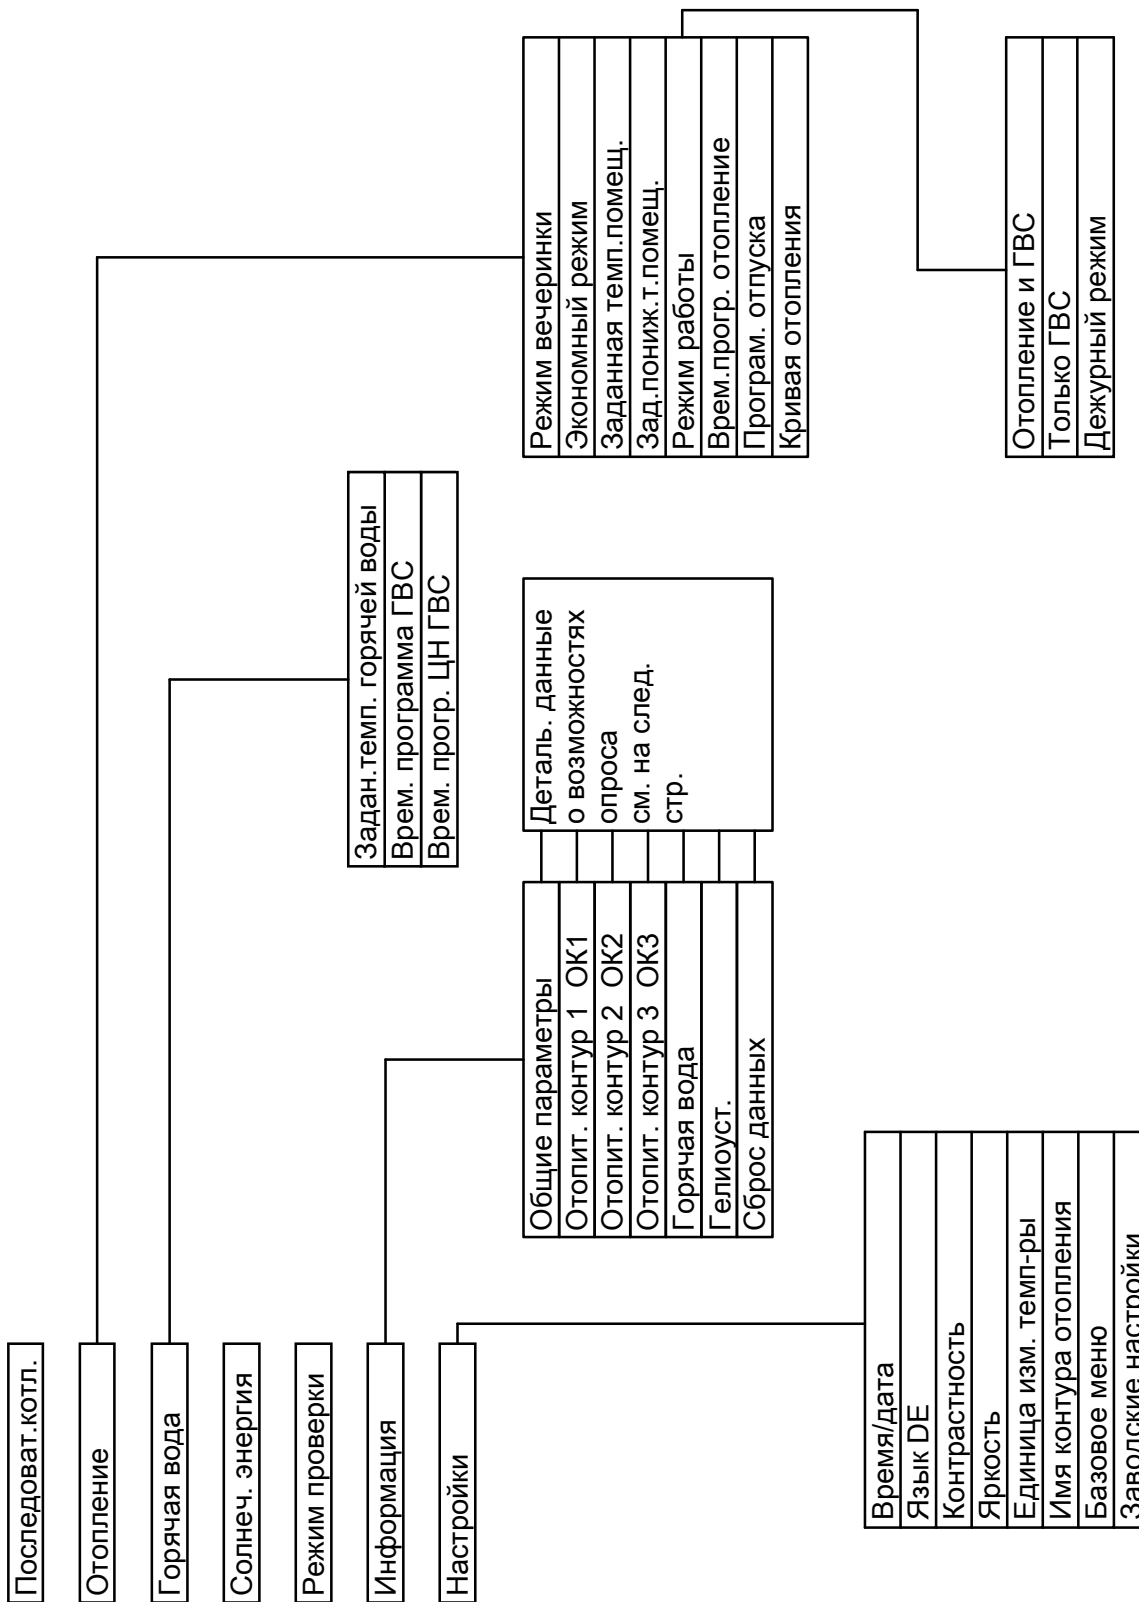 Последоват.котл.
Отопление
Горячая вода
Солнеч. энергия
Режим проверки
Информация
Настройки
Режим вечеринки
Экономный режим
Заданная темп.помещ.
Зад.пониж.т.помещ.
Режим работы
Врем.прогр. отопление
Програм. отпуска
Кривая отопления
Отопление и ГВС
Только ГВС
Дежурный режим
Задан.темп. горячей воды
Врем. программа ГВС
Врем. прогр. ЦН ГВС
Общие параметры
Отопит. контур 1 ОК1
Отопит. контур 2 ОК2
Отопит. контур 3 ОК3
Горячая вода
Гелиоуст.
Сброс данных
Деталь. данные
о возможностях
опроса
см. на след.
стр.
Время/дата
Язык DE
Контрастность
Яркость
Единица изм. темп-ры
Имя контура отопления
Базовое меню
Заводские настройки